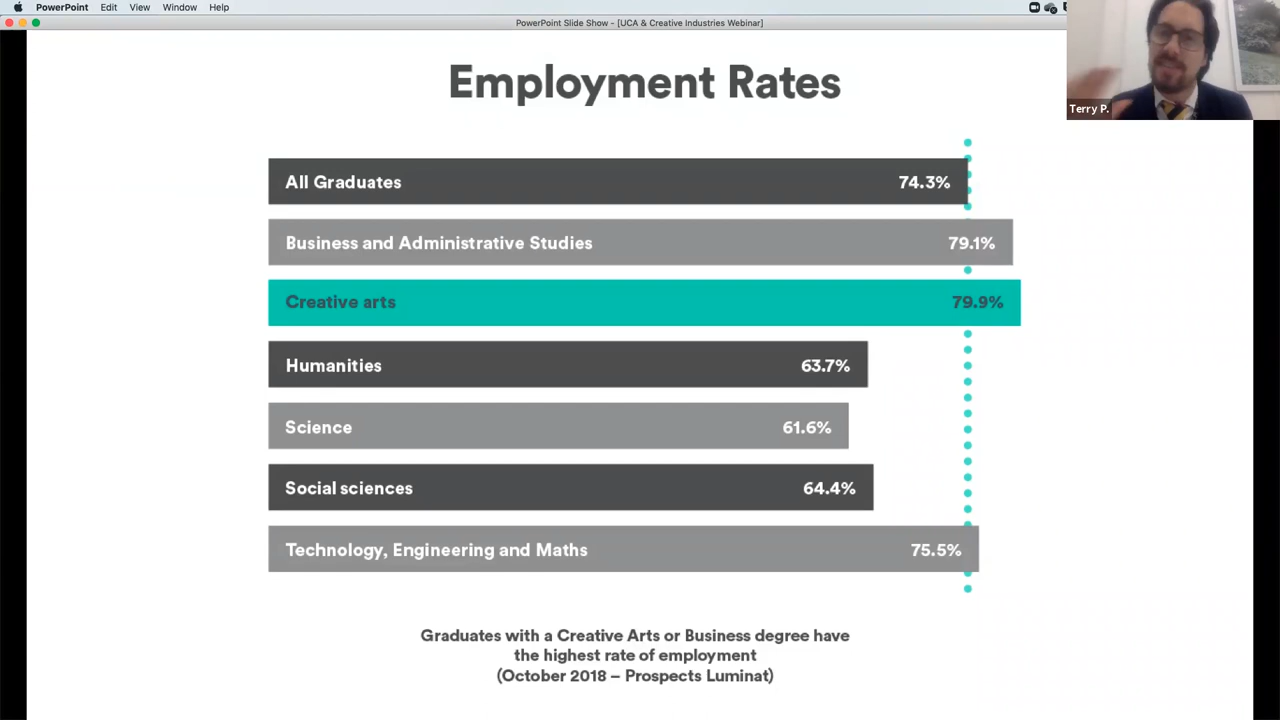 PowerPoint Edit View Window Help
PowerPoint Slide Show - [UCA & Creative Industries Webinar]
Terry P.
Employment Rates
All Graduates 74.3%
Business and Administrative Studies 79.1%
Creative arts 79.9%
Humanities 63.7%
Science 61.6%
Social sciences 64.4%
Technology, Engineering and Maths 75.5%
Graduates with a Creative Arts or Business degree have
the highest rate of employment
(October 2018 – Prospects Luminat)